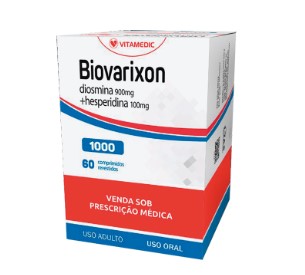 VITAMEDIC
Biovarixon
diosmina 900mg
+hesperidina 100mg
1000
60 comprimidos
revestidos
VENDA SOB
PRESCRIÇÃO MÉDICA
USO ADULTO
USO ORAL